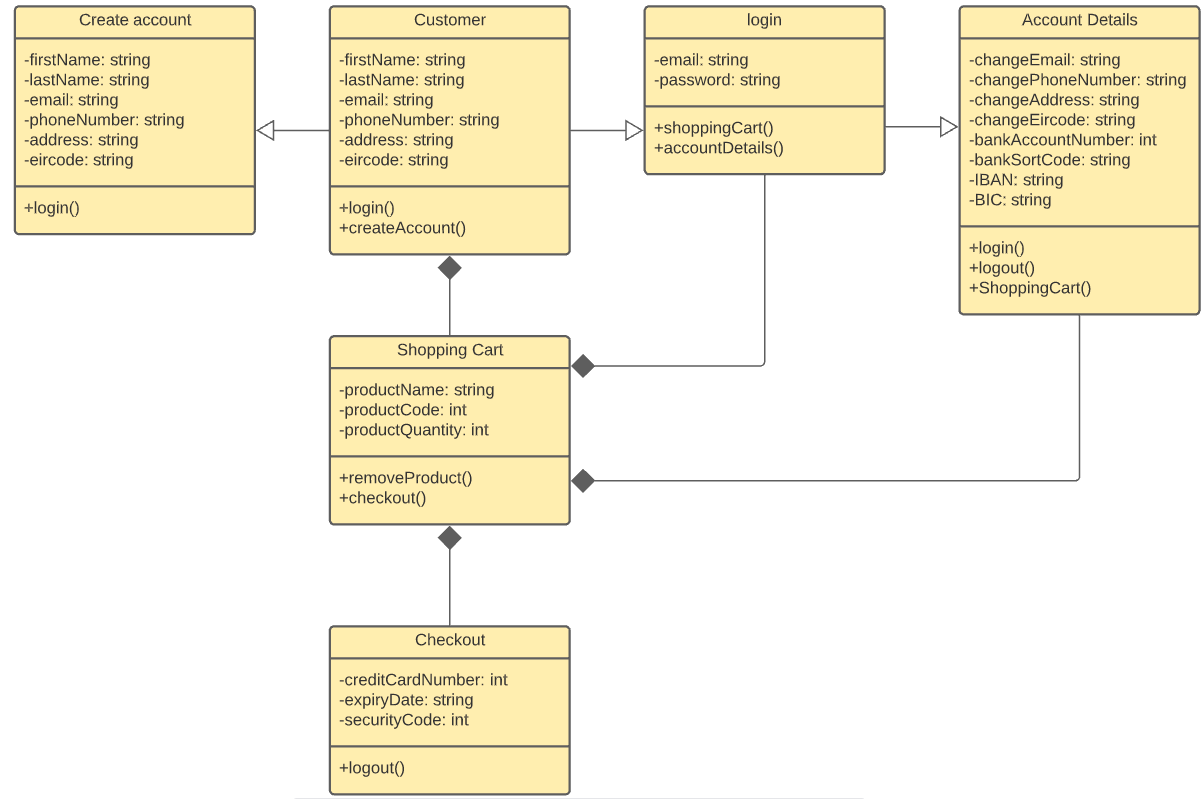 Create account
-firstName: string
-lastName: string
-email: string
-phoneNumber: string
-address: string
-eircode: string
+login()
Customer
-firstName: string
-lastName: string
-email: string
-phoneNumber: string
-address: string
-eircode: string
+login()
+createAccount()
login
-email: string
-password: string
+shoppingCart()
+accountDetails()
Account Details
-changeEmail: string
-changePhoneNumber: string
-changeAddress: string
-changeEircode: string
-bankAccountNumber: int
-bankSortCode: string
-IBAN: string
-BIC: string
+login()
+logout()
+ShoppingCart()
Shopping Cart
-productName: string
-productCode: int
-productQuantity: int
+removeProduct()
+checkout()
Checkout
-creditCardNumber: int
-expiryDate: string
-securityCode: int
+logout()